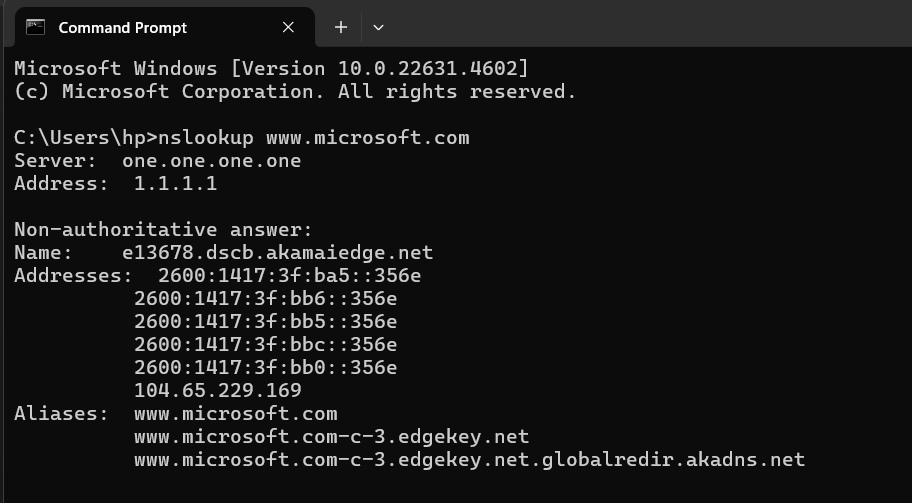 Command Prompt
Microsoft Windows [Version 10.0.22631.4602]
(c) Microsoft Corporation. All rights reserved.
C:\Users\hp>nslookup www.microsoft.com
Server:  one.one.one.one
Address:  1.1.1.1
Non-authoritative answer:
Name:    e13678.dscb.akamaiedge.net
Addresses:  2600:1417:3f:ba5::356e
2600:1417:3f:bb6::356e
2600:1417:3f:bb5::356e
2600:1417:3f:bbc::356e
2600:1417:3f:bb0::356e
104.65.229.169
Aliases:  www.microsoft.com
www.microsoft.com-c-3.edgekey.net
www.microsoft.com-c-3.edgekey.net.globalredir.akadns.net